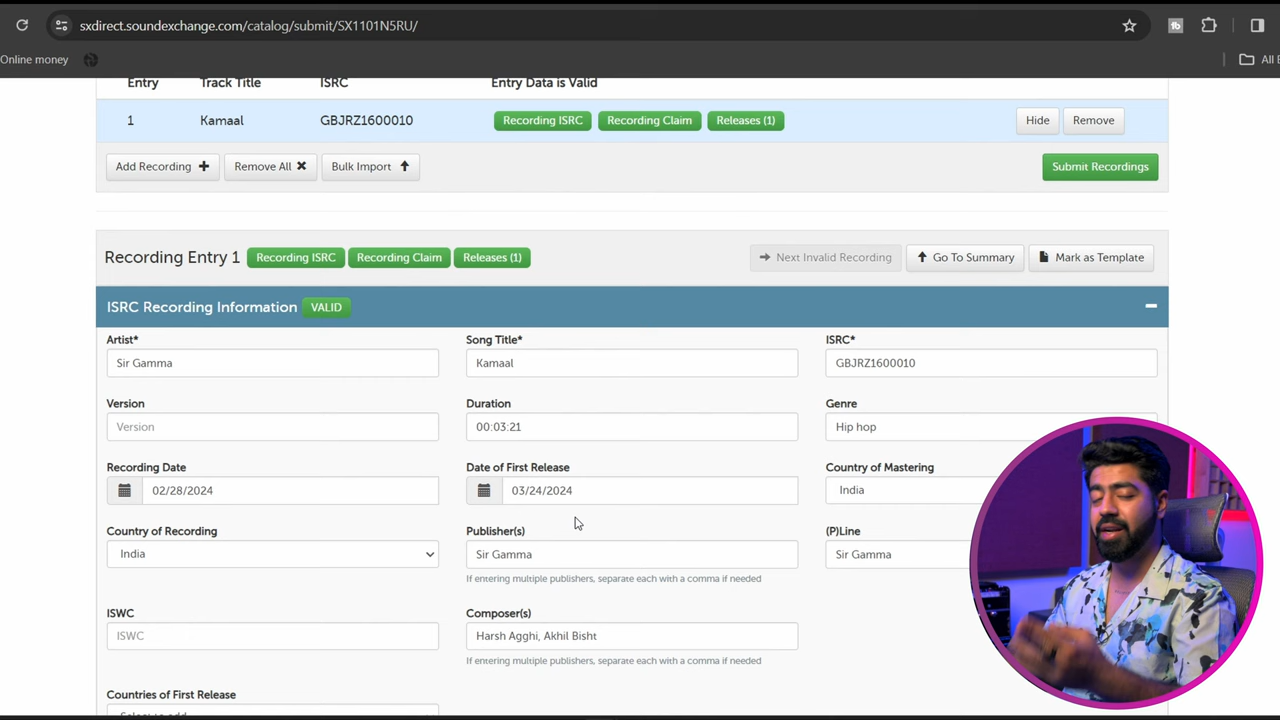 sxdirect.soundexchange.com/catalog/submit/SX1101N5RU/
Online money
All
Entry Track Title ISRC Entry Data is Valid
1 Kamaal GBJRZ1600010 Recording ISRC Recording Claim Releases (1) Hide Remove
Add Recording Remove All Bulk Import Submit Recordings
Recording Entry 1 Recording ISRC Recording Claim Releases (1) Next Invalid Recording Go To Summary Mark as Template
ISRC Recording Information VALID
Artist* Song Title* ISRC*
Sir Gamma Kamaal GBJRZ1600010
Version Duration Genre
Version 00:03:21 Hip hop
Recording Date Date of First Release Country of Mastering
02/28/2024 03/24/2024 India
Country of Recording Publisher(s) (P)Line
India Sir Gamma Sir Gamma
If entering multiple publishers, separate each with a comma if needed
ISWC Composer(s)
ISWC Harsh Agghi, Akhil Bisht
If entering multiple publishers, separate each with a comma if needed
Countries of First Release